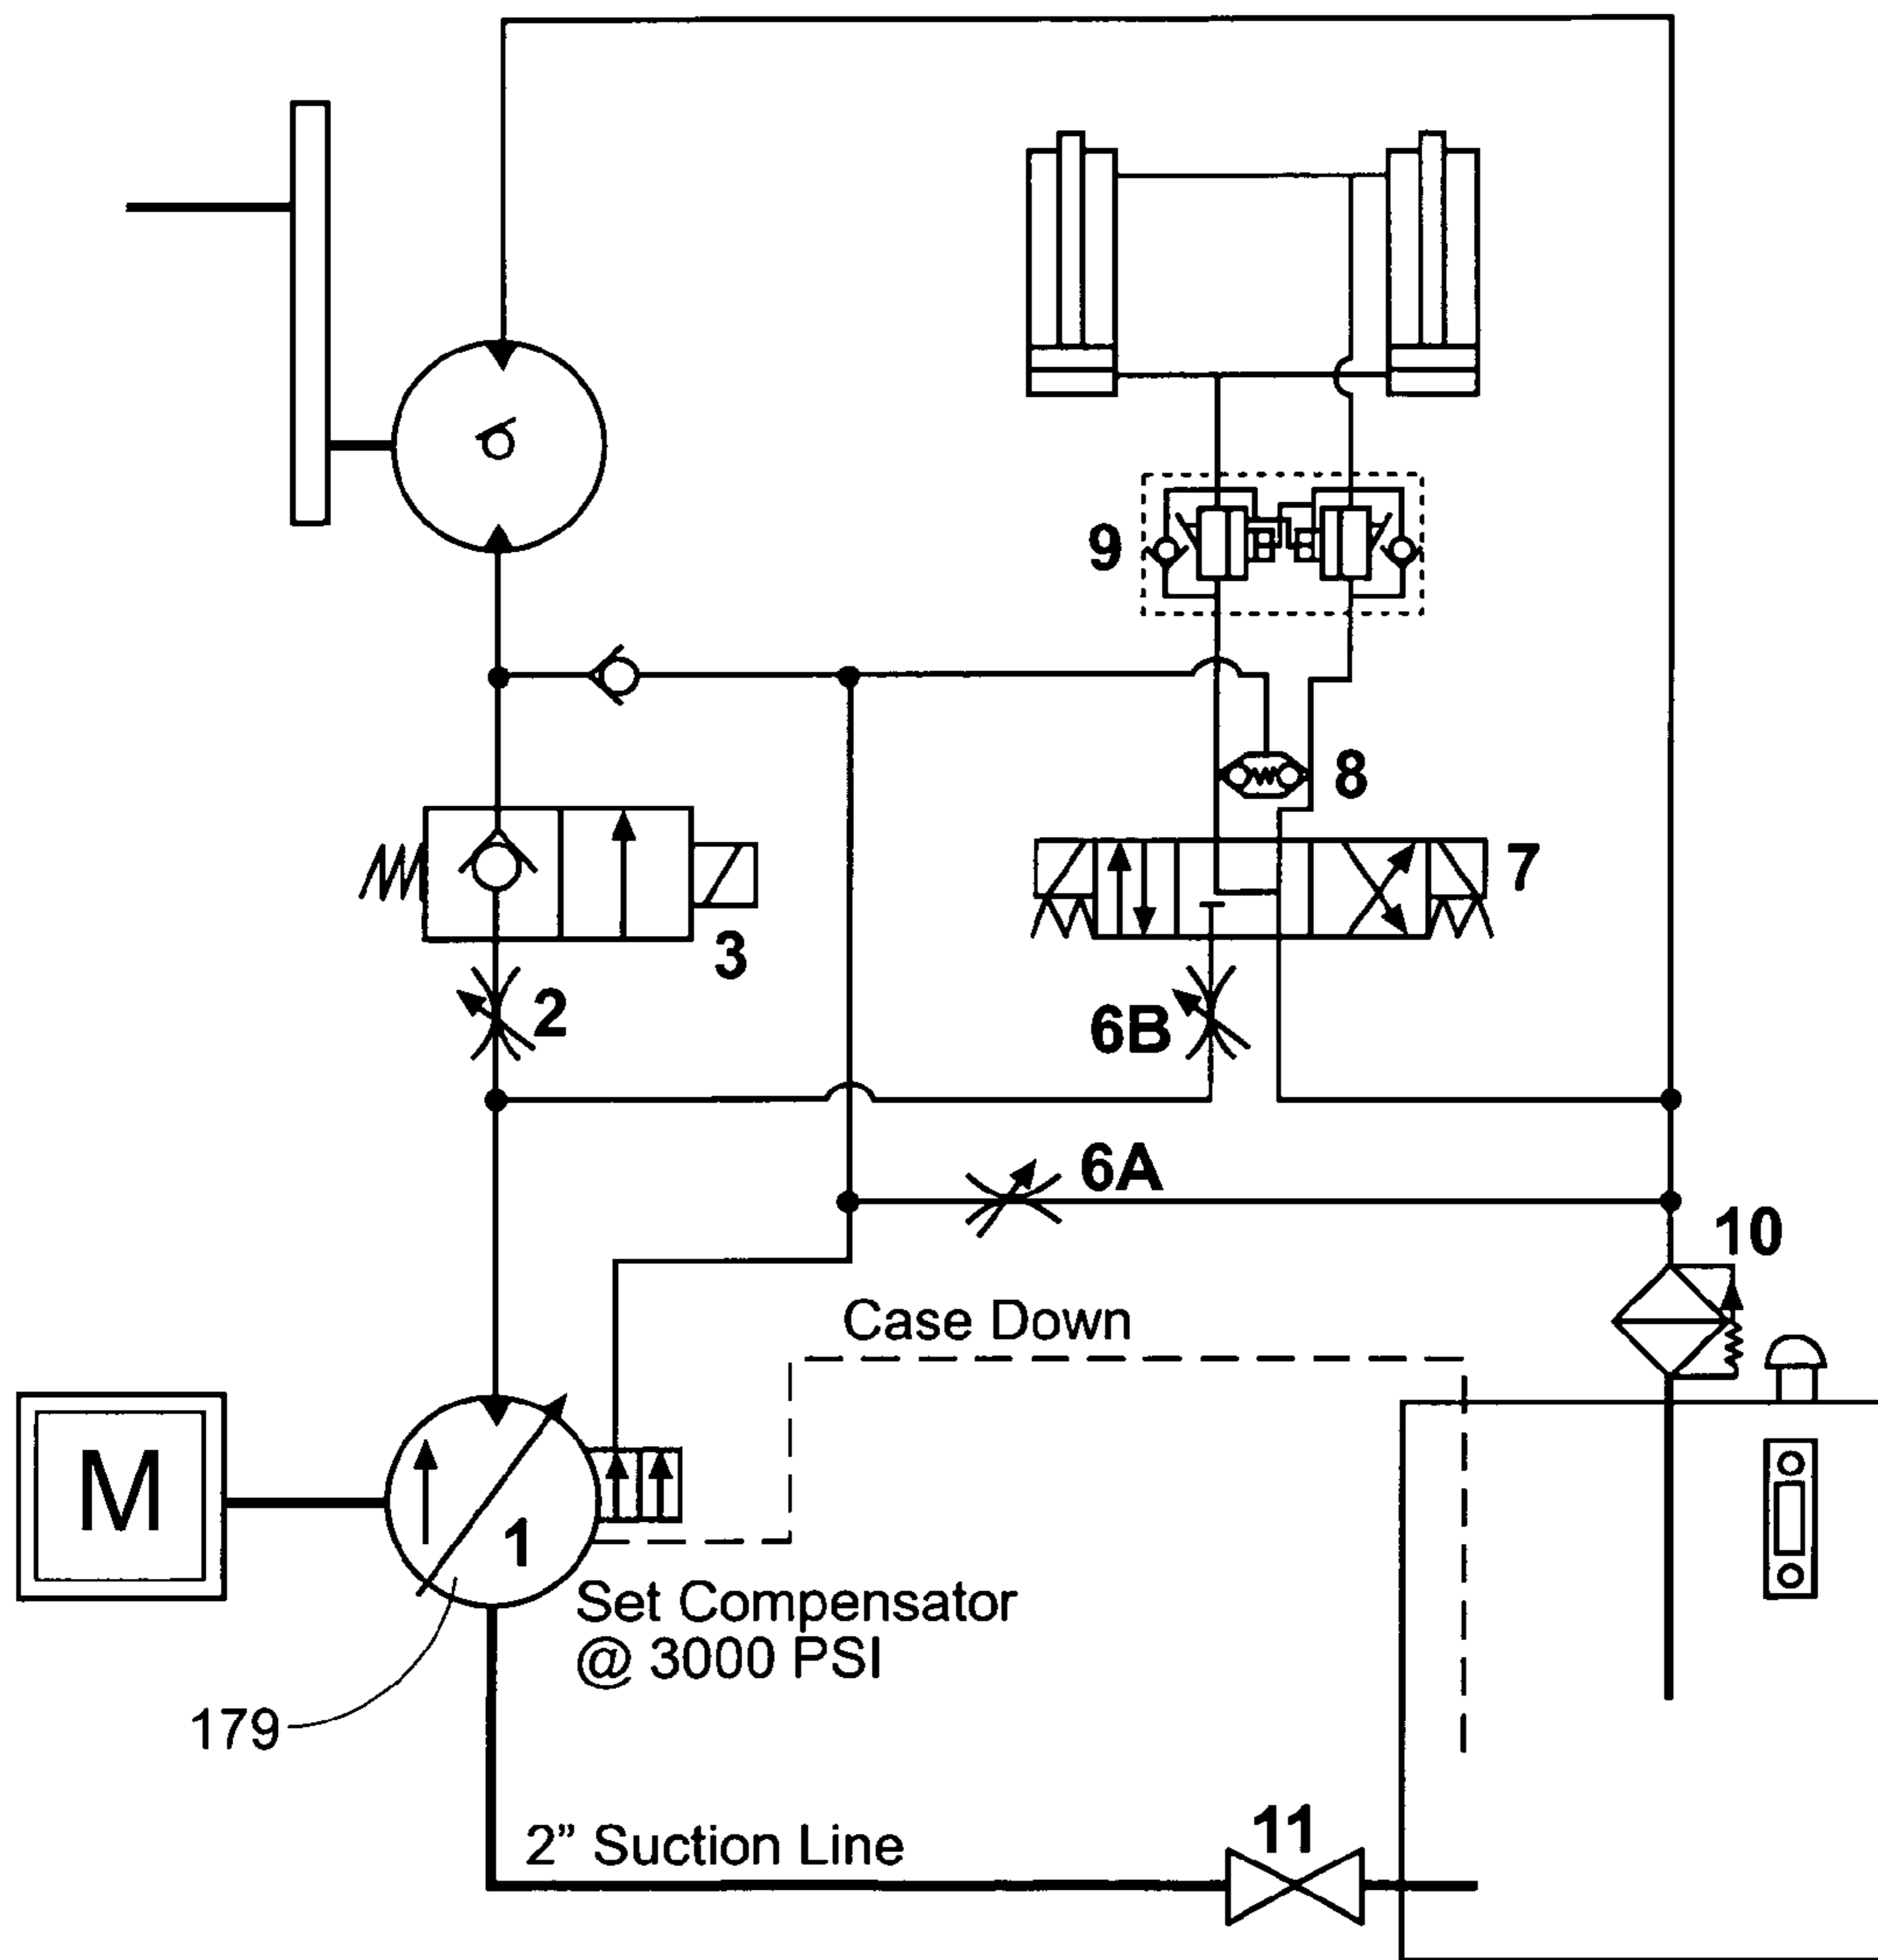 9
8
7
3
2
6B
6A
10
Case Down
M
1
Set Compensator
@ 3000 PSI
179
11
2” Suction Line